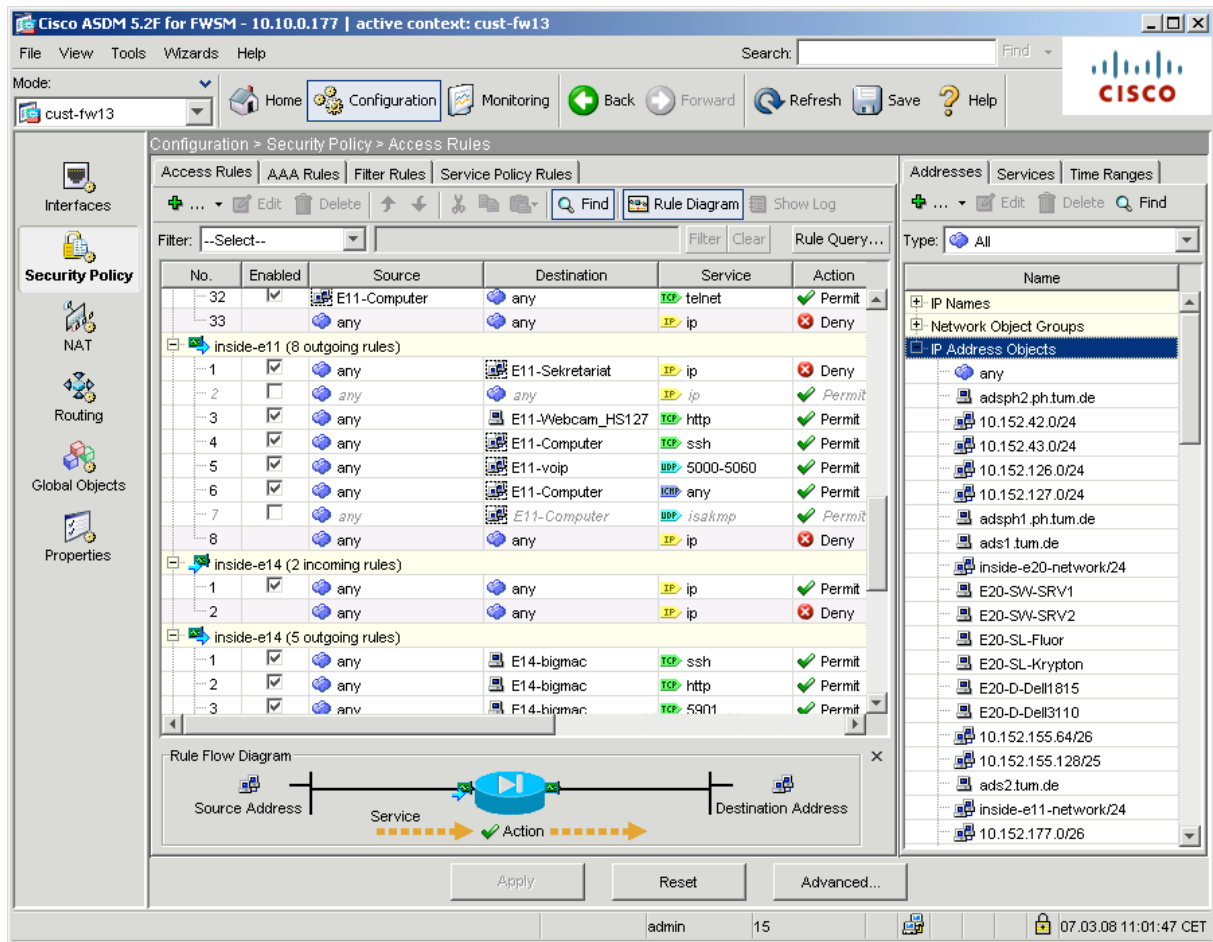 Cisco ASDM 5.2F for FWSM - 10.10.0.177 | active context: cust-fw13
File View Tools Wizards Help Search: Find
Mode:
cust-fw13
Home Configuration Monitoring Back Forward Refresh Save Help
CISCO
Interfaces
Security Policy
NAT
Routing
Global Objects
Properties
Configuration > Security Policy > Access Rules
Access Rules AAA Rules Filter Rules Service Policy Rules
... Edit Delete Find Rule Diagram Show Log
Filter: --Select-- Filter Clear Rule Query...
No. Enabled Source Destination Service Action
32 E11-Computer any TCP telnet Permit
33 any any IP ip Deny
inside-e11 (8 outgoing rules)
1 any E11-Sekretariat IP ip Deny
2 any any IP ip Permit
3 any E11-Webcam_HS127 TCP http Permit
4 any E11-Computer TCP ssh Permit
5 any E11-voip UDP 5000-5060 Permit
6 any E11-Computer ICMP any Permit
7 any E11-Computer UDP isakmp Permit
8 any any IP ip Deny
inside-e14 (2 incoming rules)
1 any any IP ip Permit
2 any any IP ip Deny
inside-e14 (5 outgoing rules)
1 any E14-bigmac TCP ssh Permit
2 any E14-bigmac TCP http Permit
3 any E14-bigmac TCP 5901 Permit
Rule Flow Diagram
Source Address
Service
Action
Destination Address
Addresses Services Time Ranges
... Edit Delete Find
Type: All
Name
IP Names
Network Object Groups
IP Address Objects
any
adsph2.ph.tum.de
10.152.42.0/24
10.152.43.0/24
10.152.126.0/24
10.152.127.0/24
adsph1.ph.tum.de
ads1.tum.de
inside-e20-network/24
E20-SW-SRV1
E20-SW-SRV2
E20-SL-Fluor
E20-SL-Krypton
E20-D-Dell1815
E20-D-Dell3110
10.152.155.64/26
10.152.155.128/25
ads2.tum.de
inside-e11-network/24
10.152.177.0/26
Apply Reset Advanced...
admin 15 07.03.08 11:01:47 CET